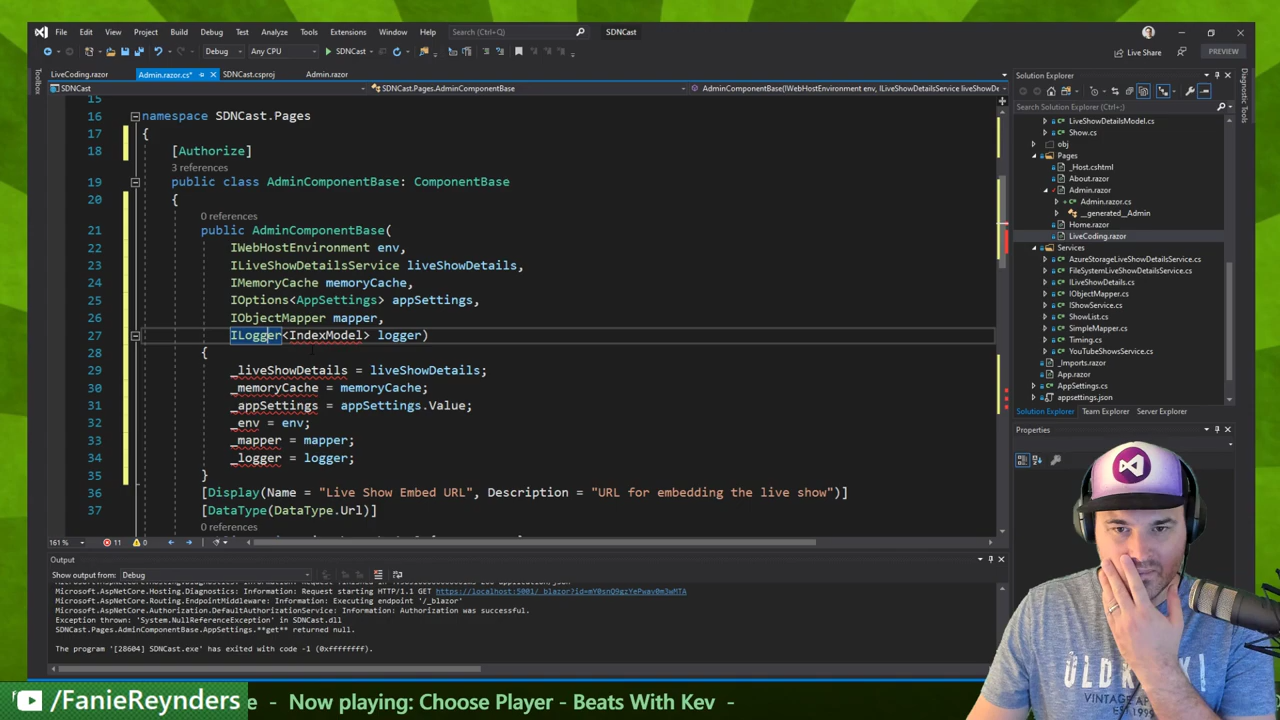 File Edit View Project Build Debug Test Analyze Tools Extensions Window Help Search (Ctrl+Q) SDNCast
Debug Any CPU SDNCast Live Share PREVIEW
Toolbox
LiveCoding.razor Admin.razor.cs* SDNCast.csproj Admin.razor
SDNCast SDNCast.Pages.AdminComponentBase AdminComponentBase(IWebHostEnvironment env, ILiveShowDetailsService liveShowDe
15
16 namespace SDNCast.Pages
17 {
18 [Authorize]
3 references
19 public class AdminComponentBase: ComponentBase
20 {
0 references
21 public AdminComponentBase(
22 IWebHostEnvironment env,
23 ILiveShowDetailsService liveShowDetails,
24 IMemoryCache memoryCache,
25 IOptions<AppSettings> appSettings,
26 IObjectMapper mapper,
27 ILogger<IndexModel> logger)
28 {
29 _liveShowDetails = liveShowDetails;
30 _memoryCache = memoryCache;
31 _appSettings = appSettings.Value;
32 _env = env;
33 _mapper = mapper;
34 _logger = logger;
35 }
36 [Display(Name = "Live Show Embed URL", Description = "URL for embedding the live show")]
37 [DataType(DataType.Url)]
0 references
161 % 11 0
Output
Show output from: Debug
Microsoft.AspNetCore.Hosting.Diagnostics: Information: Request starting HTTP/1.1 GET https://localhost:5001/_blazor?id=mY0snQ9gzYePwav0m3wMTA
Microsoft.AspNetCore.Routing.EndpointMiddleware: Information: Executing endpoint '/_blazor'
Microsoft.AspNetCore.Authorization.DefaultAuthorizationService: Information: Authorization was successful.
Exception thrown: 'System.NullReferenceException' in SDNCast.dll
SDNCast.Pages.AdminComponentBase.AppSettings.**get** returned null.
The program '[28604] SDNCast.exe' has exited with code -1 (0xffffffff).
Solution Explorer
Search Solution Explorer (Ctrl+;)
LiveShowDetailsModel.cs
Show.cs
obj
Pages
_Host.cshtml
About.razor
Admin.razor
Admin.razor.cs
__generated__Admin
Home.razor
LiveCoding.razor
Services
AzureStorageLiveShowDetailsService.cs
FileSystemLiveShowDetailsService.cs
ILiveShowDetailsService.cs
IObjectMapper.cs
IShowsService.cs
ShowList.cs
SimpleMapper.cs
Timing.cs
YouTubeShowsService.cs
_Imports.razor
App.razor
AppSettings.cs
appsettings.json
Solution Explorer Team Explorer Server Explorer
Properties
Diagnostic Tools
OLD
VINTAGE
/FanieReynders e - Now playing: Choose Player - Beats With Kev -